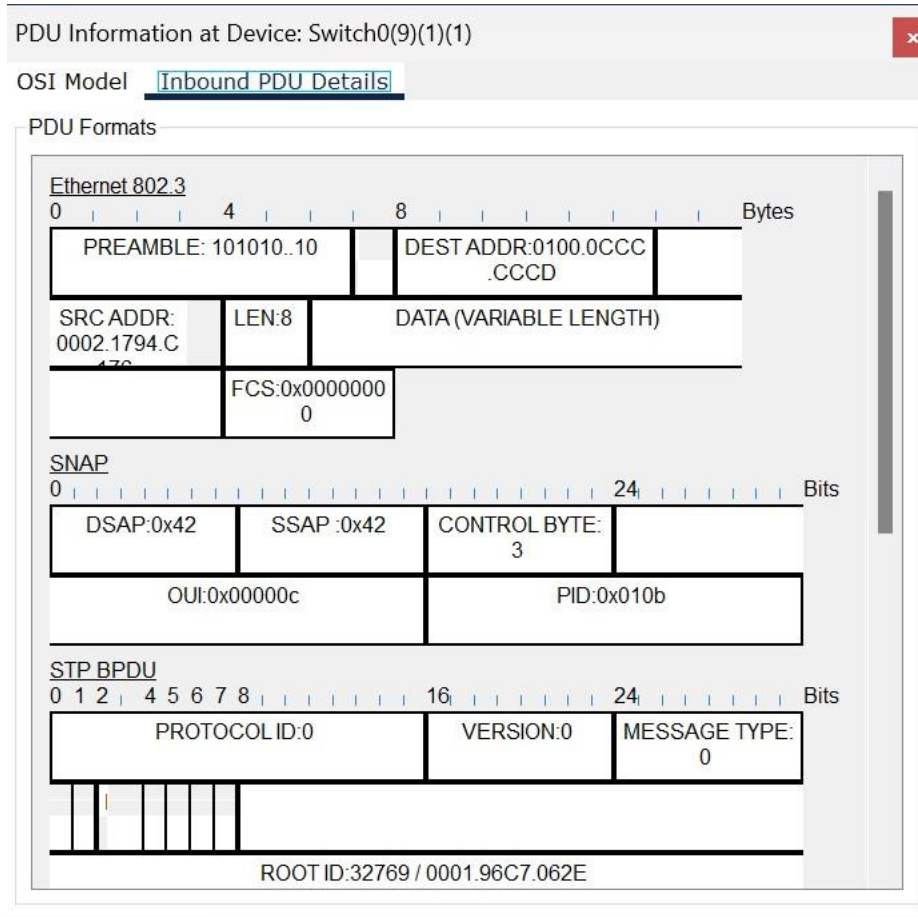 PDU Information at Device: Switch0(9)(1)(1)
OSI Model Inbound PDU Details
PDU Formats
Ethernet 802.3
0 4 8 Bytes
PREAMBLE: 101010..10 DEST ADDR:0100.0CCC
.CCCD
SRC ADDR: LEN:8 DATA (VARIABLE LENGTH)
0002.1794.C
FCS:0x0000000
0
SNAP
0 24 Bits
DSAP:0x42 SSAP :0x42 CONTROL BYTE:
3
OUI:0x00000c PID:0x010b
STP BPDU
0 1 2 4 5 6 7 8 16 24 Bits
PROTOCOL ID:0 VERSION:0 MESSAGE TYPE:
0
ROOT ID:32769 / 0001.96C7.062E